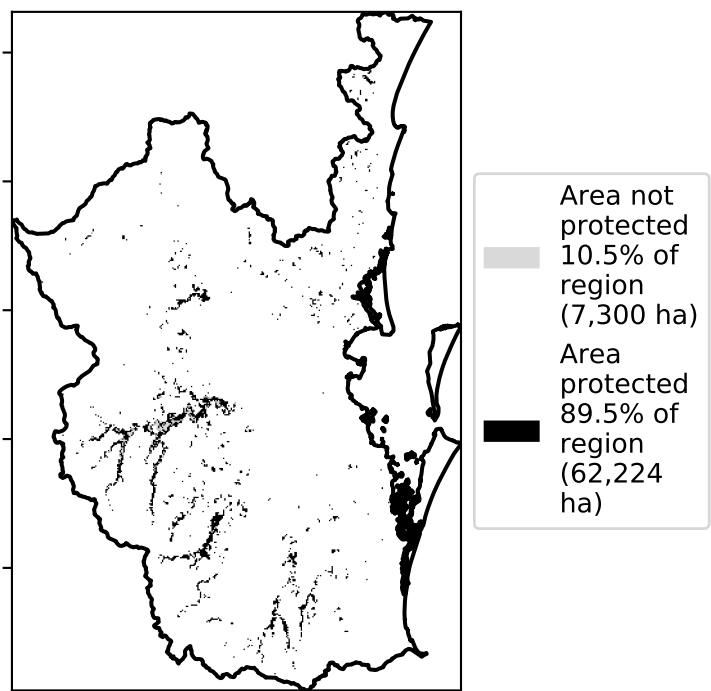 Area not
protected
10.5% of
region
(7,300 ha)
Area
protected
89.5% of
region
(62,224
ha)